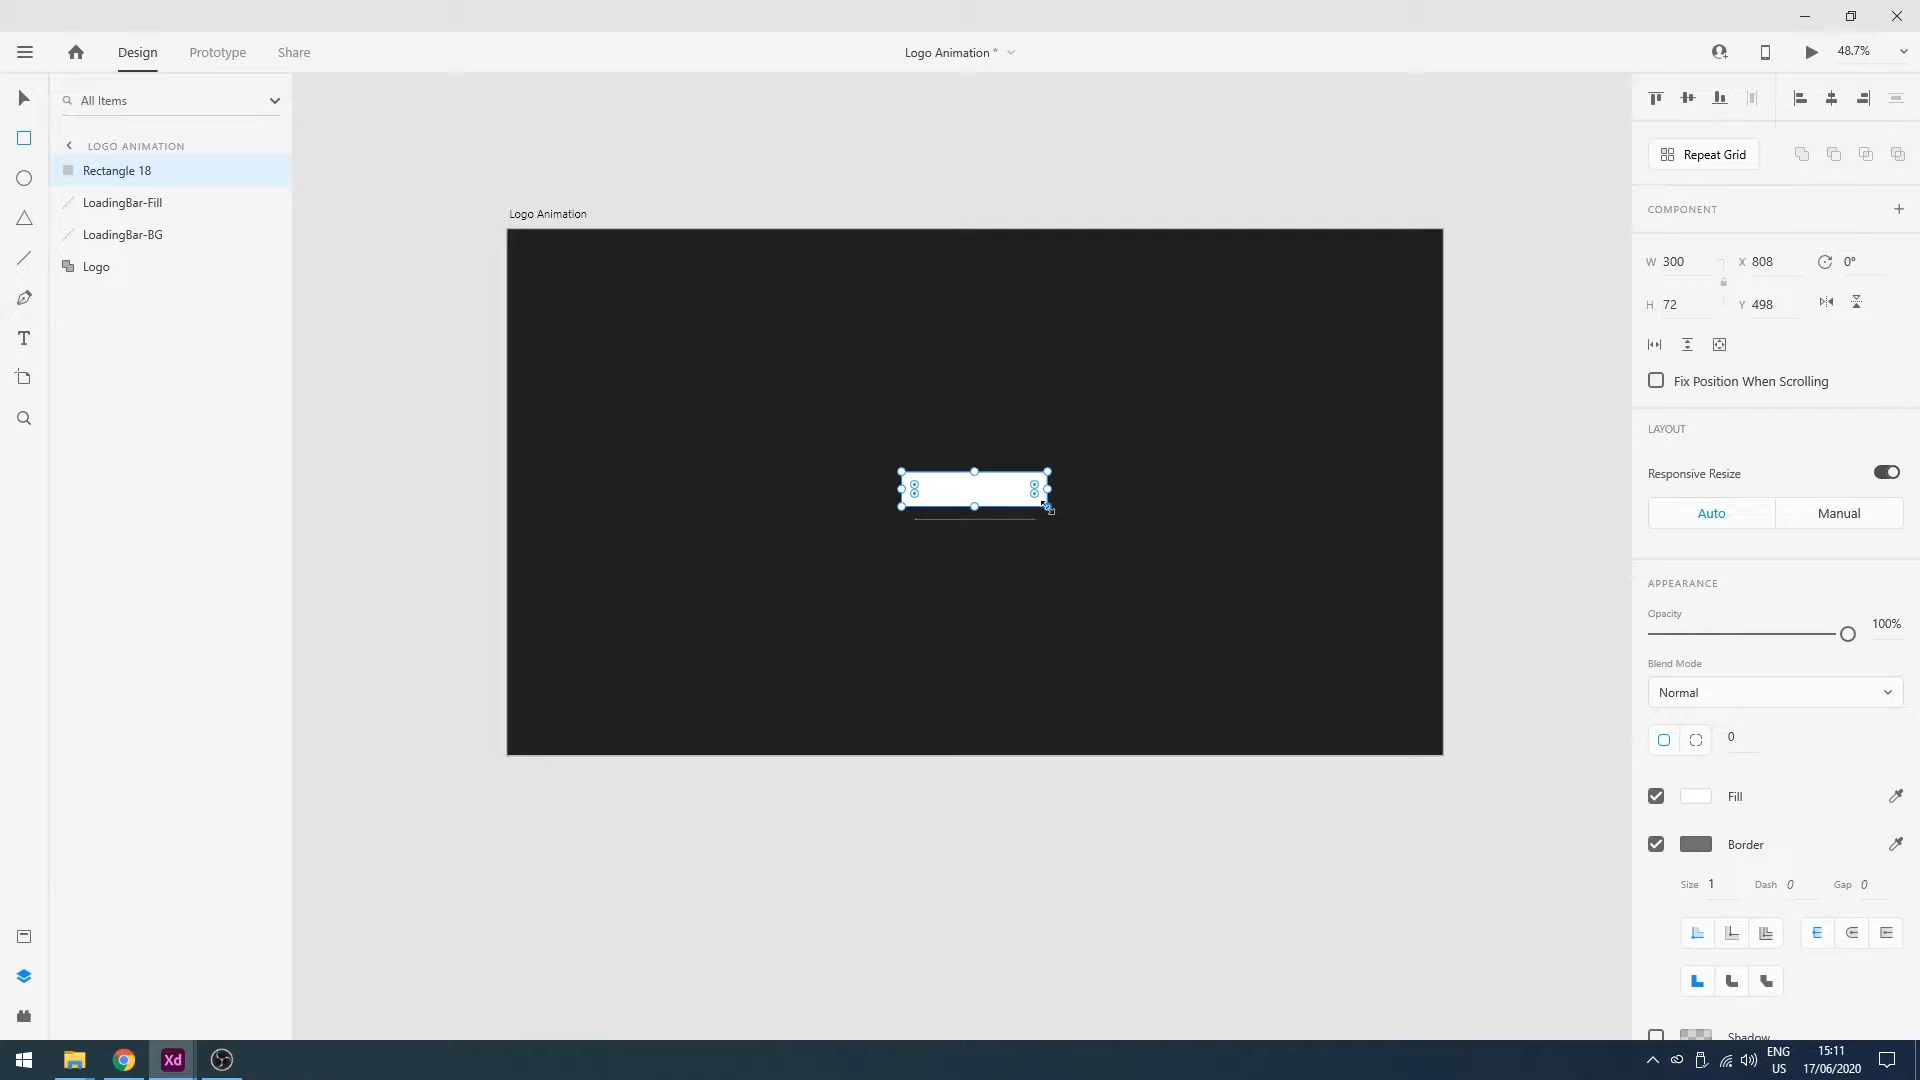 Design Prototype Share
Logo Animation * 48.7%
All Items
LOGO ANIMATION
Rectangle 18
LoadingBar-Fill
LoadingBar-BG
Logo
Logo Animation
Repeat Grid
COMPONENT
W 300 X 808 0°
H 72 Y 498
Fix Position When Scrolling
LAYOUT
Responsive Resize
Auto Manual
APPEARANCE
Opacity
100%
Blend Mode
Normal
0
Fill
Border
Size 1 Dash 0 Gap 0
Shadow
Xd
ENG
US
15:11
17/06/2020